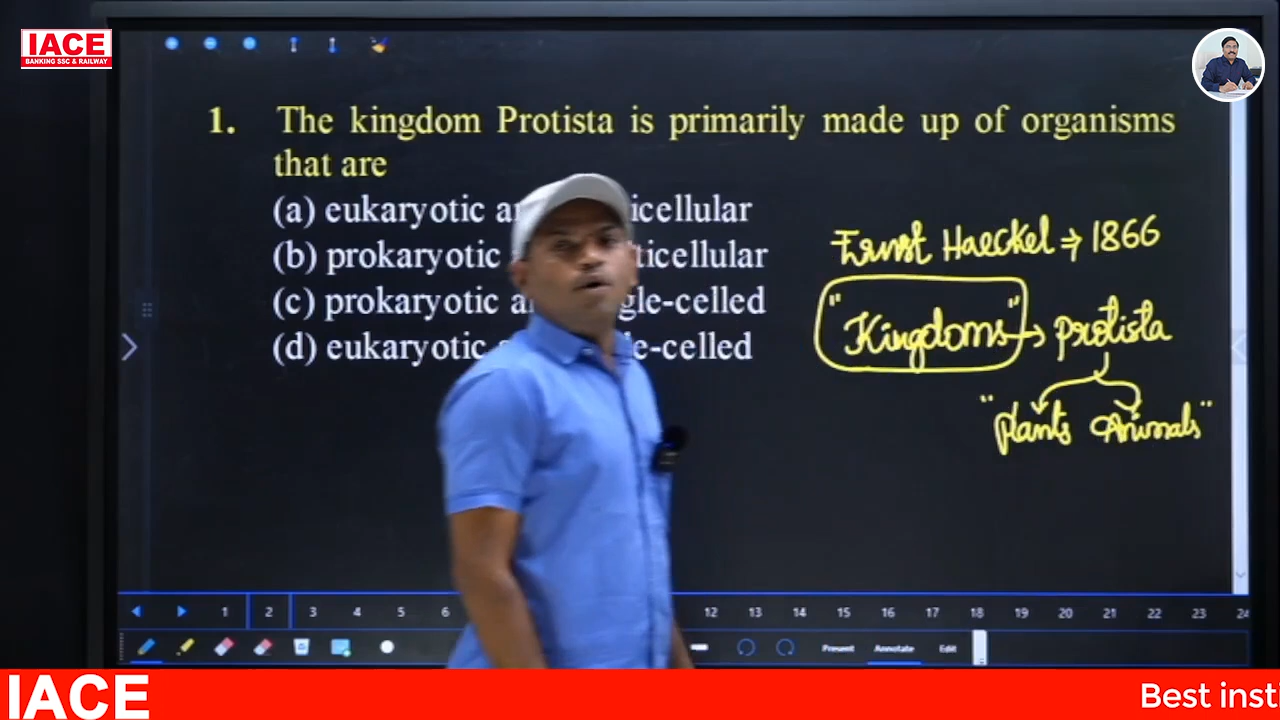 IACE
BANKING SSC & RAILWAY
1. The kingdom Protista is primarily made up of organisms
that are
(a) eukaryotic icellular
(b) prokaryotic ticellular
(c) prokaryotic gle-celled
(d) eukaryotic e-celled
Ernst Haeckel ⇒ 1866
"Kingdoms" → Protista
"Plants Animals"
1 2 3 4 5 6 12 13 14 15 16 17 18 19 20 21 22 23 24
Present Annotate Edit
IACE Best insti